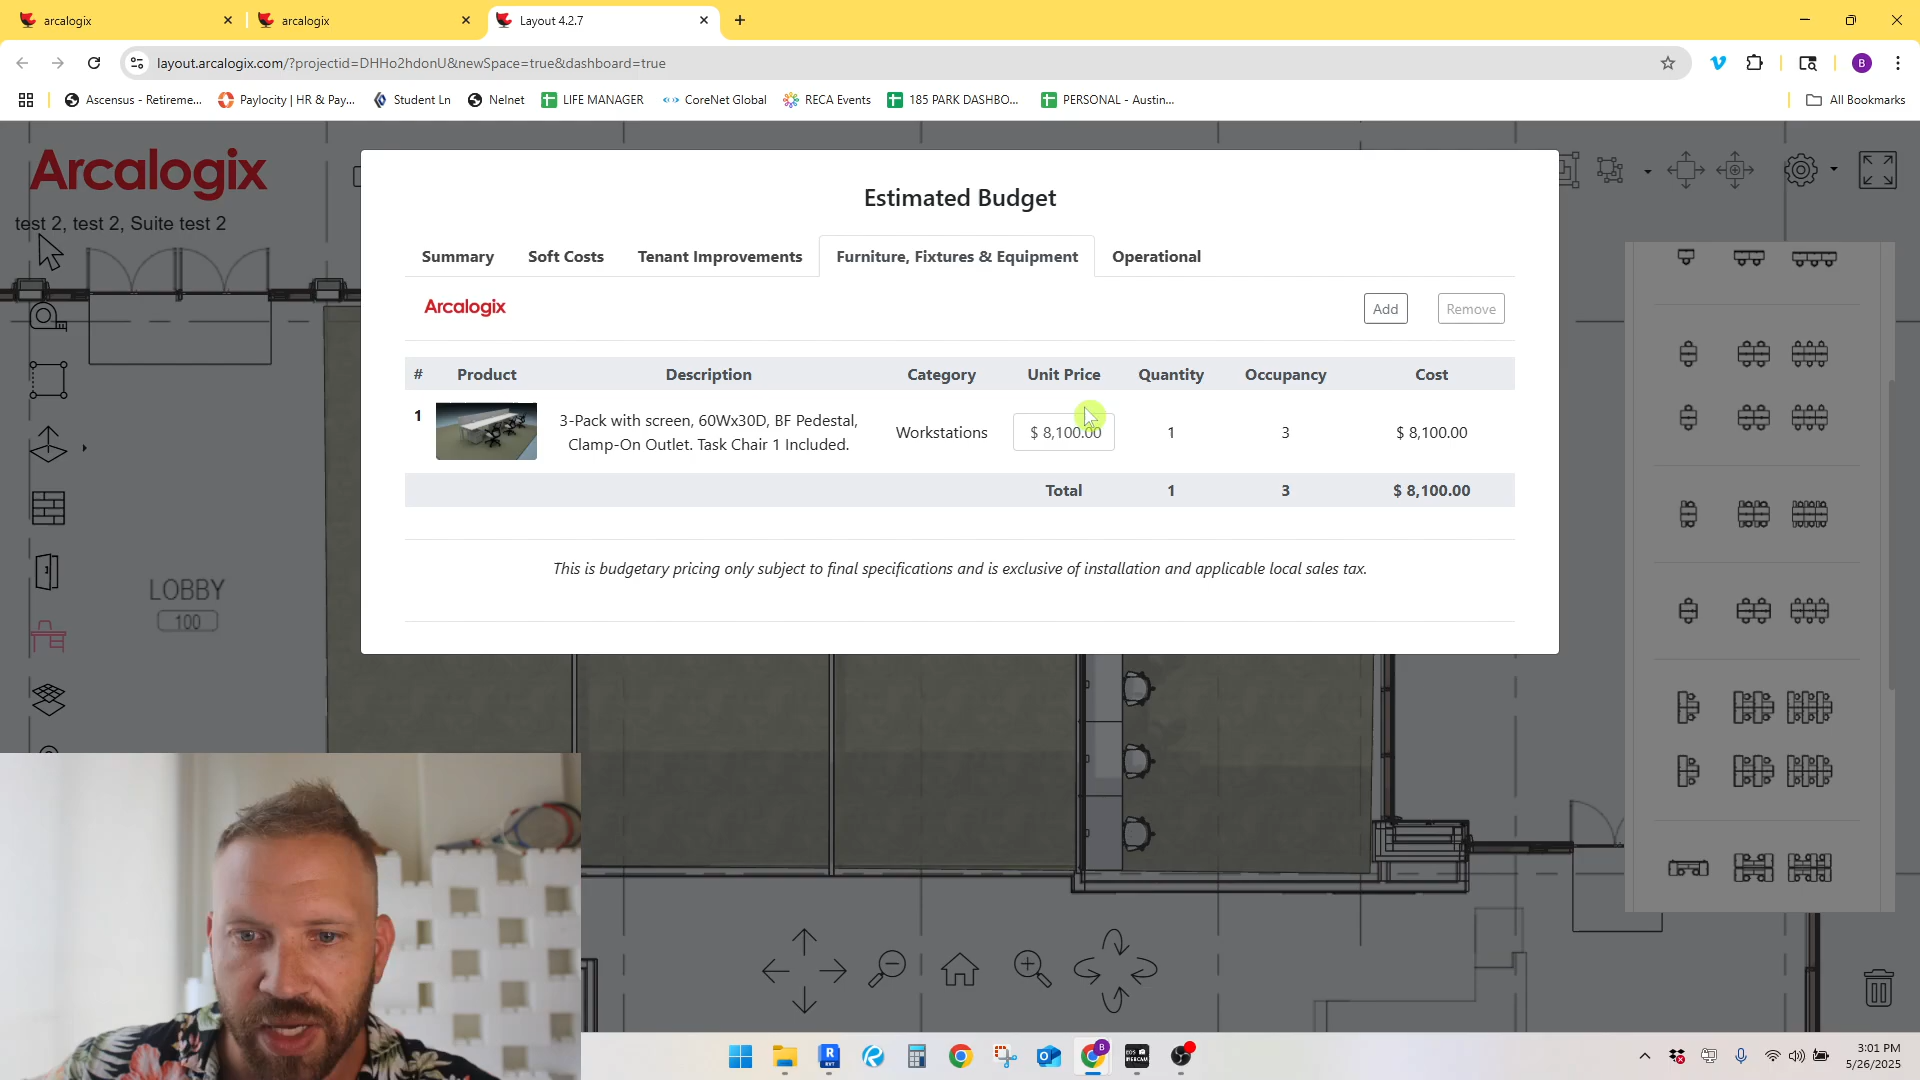 arcalogix
arcalogix
Layout 4.2.7
layout.arcalogix.com/?projectid=DHHo2hdonU&newSpace=true&dashboard=true
B
Ascensus - Retireme...
Paylocity | HR & Pay...
Student Ln
Nelnet
LIFE MANAGER
CoreNet Global
RECA Events
185 PARK DASHBO...
PERSONAL - Austin...
All Bookmarks
Arcalogix
test 2, test 2, Suite test 2
Estimated Budget
Summary
Soft Costs
Tenant Improvements
Furniture, Fixtures & Equipment
Operational
Arcalogix
Add
Remove
# Product Description Category Unit Price Quantity Occupancy Cost
1
3-Pack with screen, 60Wx30D, BF Pedestal,
Clamp-On Outlet. Task Chair 1 Included.
Workstations
$ 8,100.00
1
3
$ 8,100.00
Total 1 3 $ 8,100.00
This is budgetary pricing only subject to final specifications and is exclusive of installation and applicable local sales tax.
LOBBY
100
3:01 PM
5/26/2025